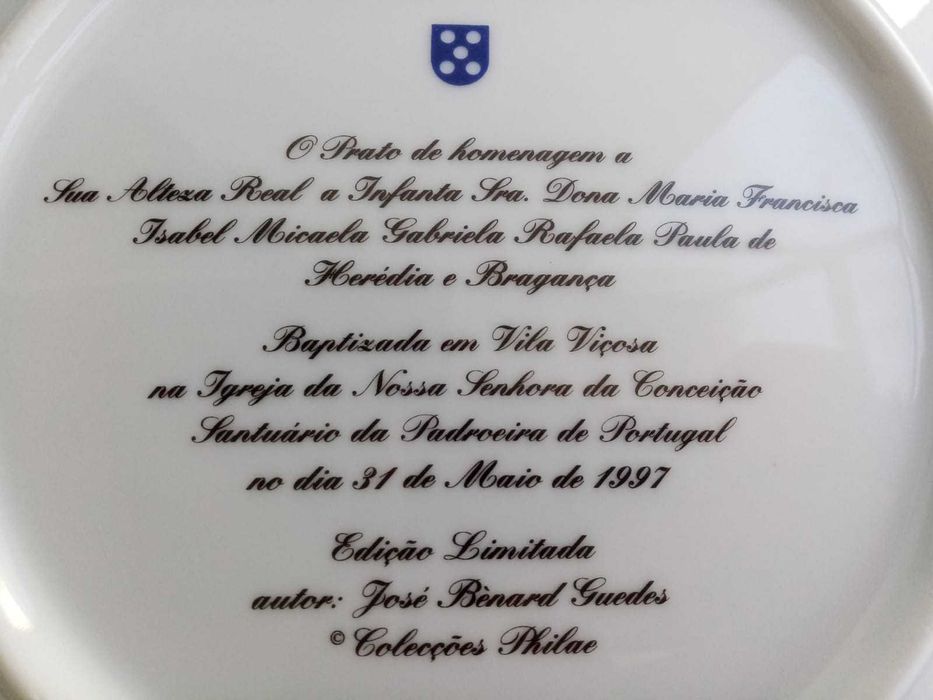 O Prato de homenagem a
Sua Alteza Real a Infanta Sra. Dona Maria Francisca
Isabel Micaela Gabriela Rafaela Paula de
Herédia e Bragança
Baptizada em Vila Viçosa
na Igreja da Nossa Senhora da Conceição
Santuário da Padroeira de Portugal
no dia 31 de Maio de 1997
Edição Limitada
autor: José Bènard Guedes
© Colecções Philae